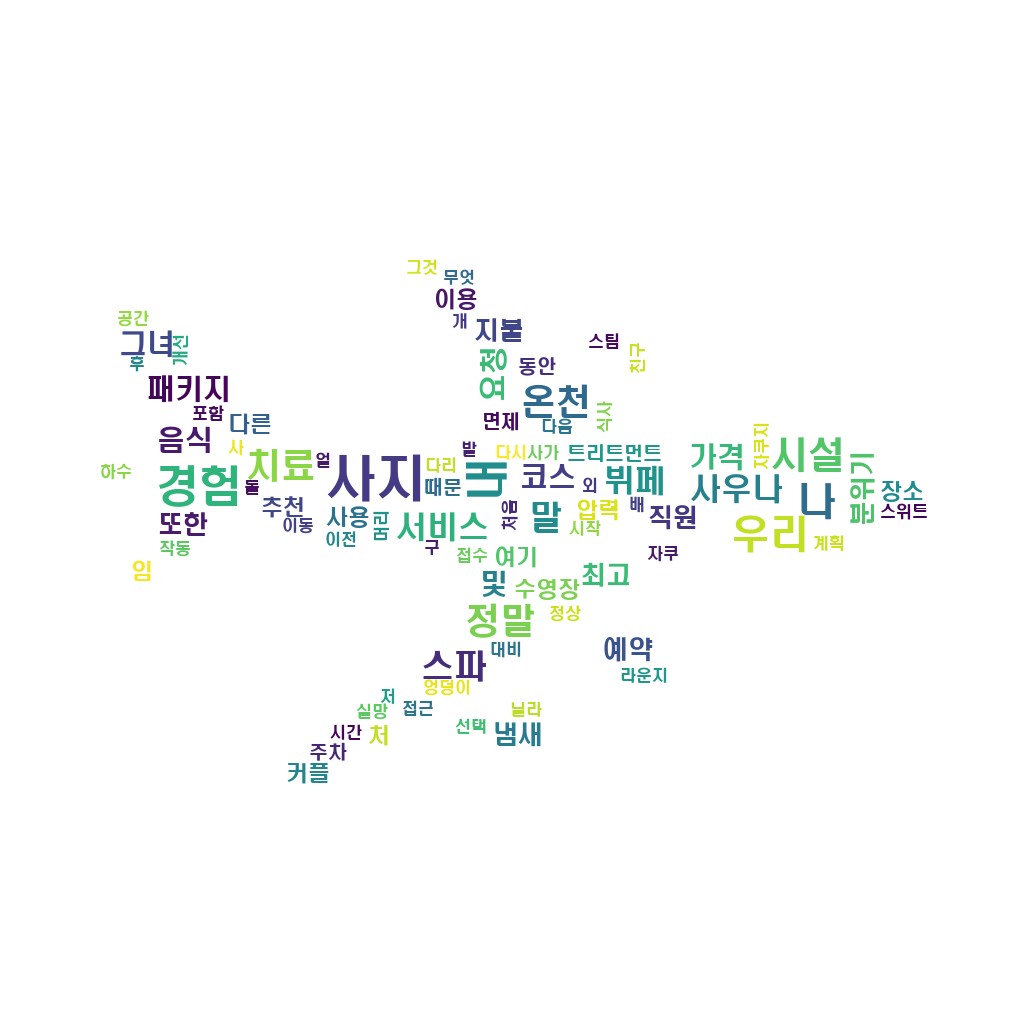 그것
무엇
이용
개
지불
공간
그녀
후
개선
스팀
친구
요청
동안
패키지
포함
온천
면제
다음
식사
음식
다른
사
자쿠지
하수
경험
치료
얼
돌
사지
다리
때문
발
다시
사가
트리트먼트
코스
외
뷔페
가격
시설
사우나
나
분위기
장소
스위트
추천
이동
또한
작동
임
사용
이전
머리
서비스
구
처음
말
압력
시작
배
직원
우리
계획
자쿠
접수
여기
및
수영장
최고
정말
정상
대비
예약
라운지
스파
엉덩이
저
실망
접근
시간
처
주차
커플
선택
닐라
냄새